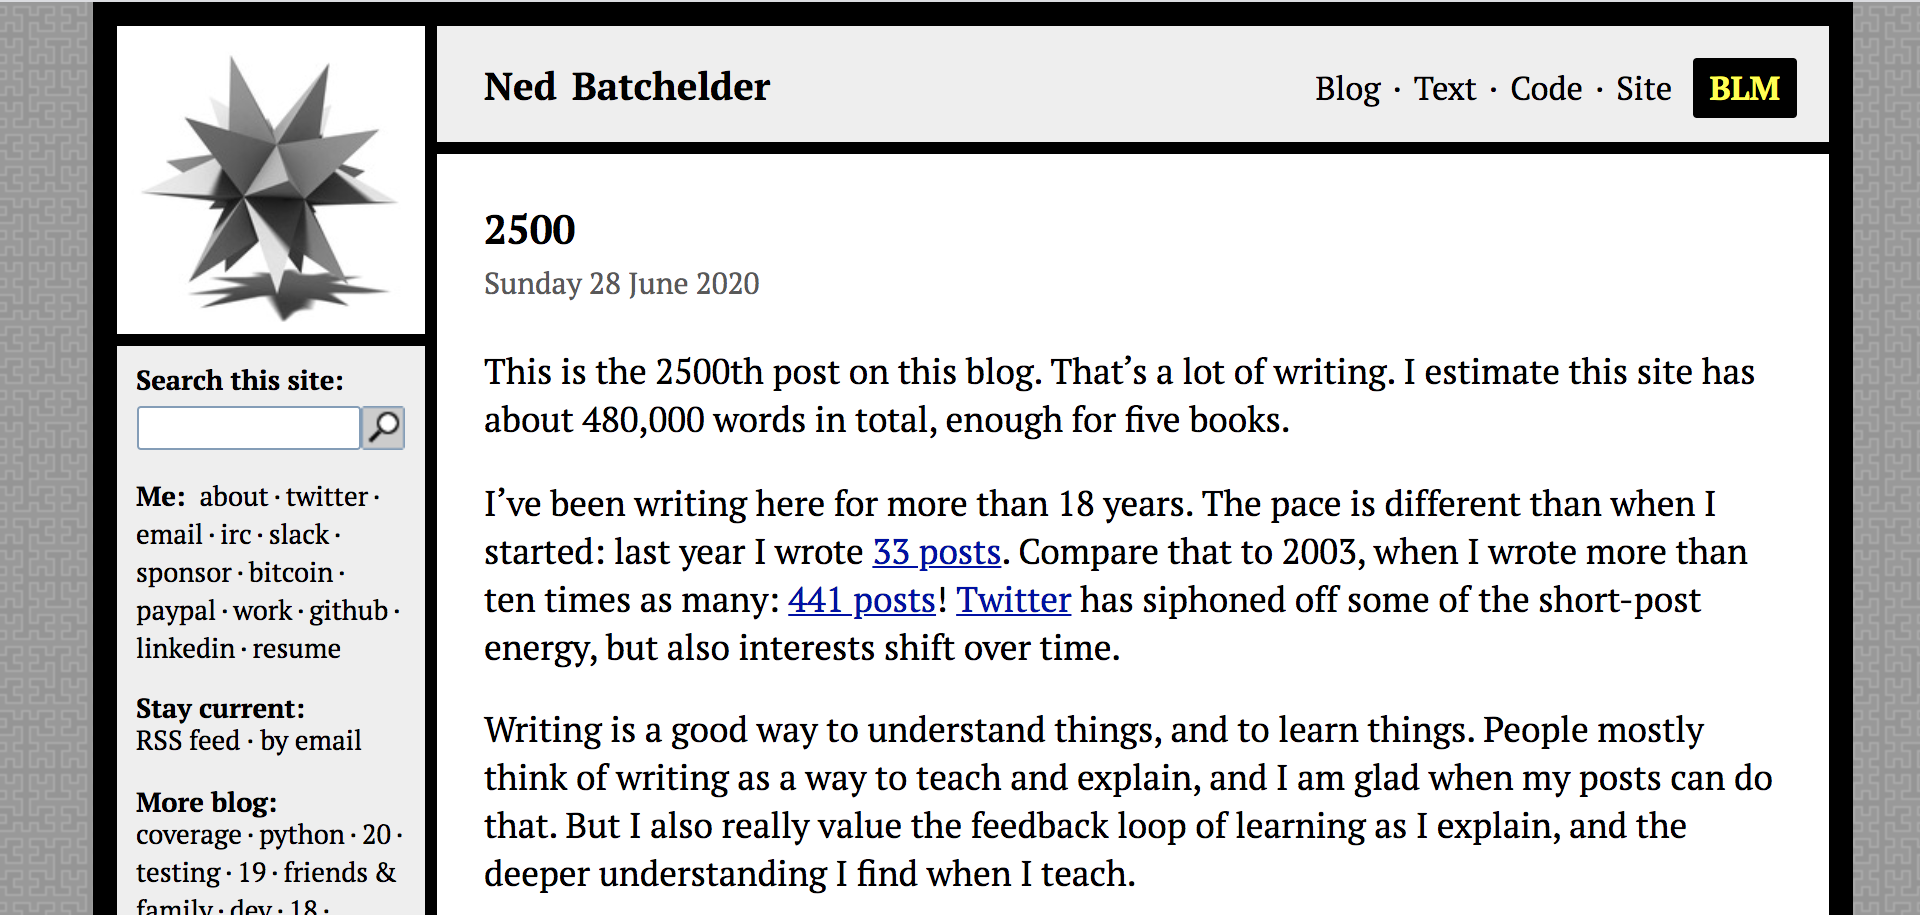 Ned Batchelder
Blog · Text · Code · Site BLM
Search this site:
Me: about · twitter ·
email · irc · slack ·
sponsor · bitcoin ·
paypal · work · github ·
linkedin · resume
Stay current:
RSS feed · by email
More blog:
coverage · python · 20 ·
testing · 19 · friends &
family · dev · 18 ·
2500
Sunday 28 June 2020
This is the 2500th post on this blog. That’s a lot of writing. I estimate this site has
about 480,000 words in total, enough for five books.
I’ve been writing here for more than 18 years. The pace is different than when I
started: last year I wrote 33 posts. Compare that to 2003, when I wrote more than
ten times as many: 441 posts! Twitter has siphoned off some of the short-post
energy, but also interests shift over time.
Writing is a good way to understand things, and to learn things. People mostly
think of writing as a way to teach and explain, and I am glad when my posts can do
that. But I also really value the feedback loop of learning as I explain, and the
deeper understanding I find when I teach.